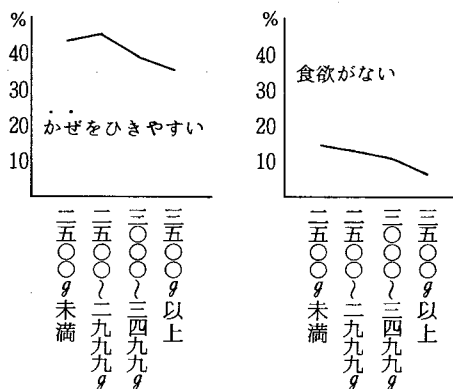 %
40
30
20
10
かぜをひきやすい
二五〇〇g未満
二五〇〇〜二九九九g
三〇〇〇〜三四九九g
三五〇〇g以上
%
40
30
20
10
食欲がない
二五〇〇g未満
二五〇〇〜二九九九g
三〇〇〇〜三四九九g
三五〇〇g以上